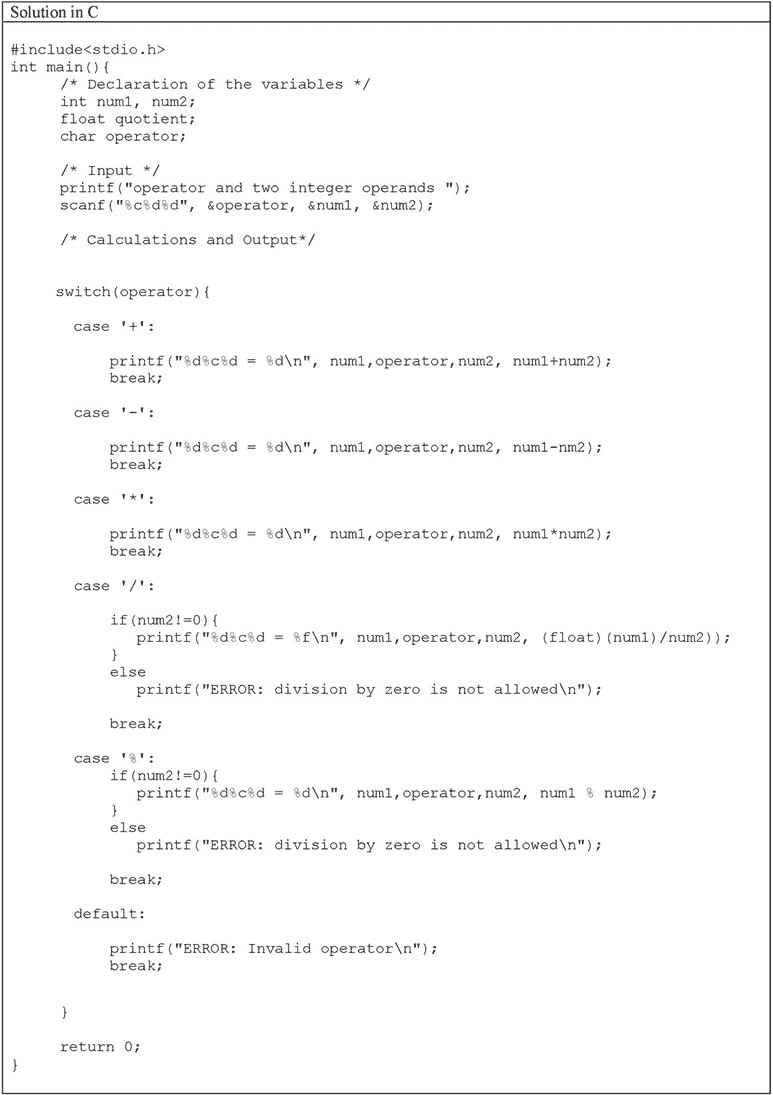 Solution in C
#include<stdio.h>
int main(){
/* Declaration of the variables */
int num1, num2;
float quotient;
char operator;
/* Input */
printf("operator and two integer operands ");
scanf("%c%d%d", &operator, &num1, &num2);
/* Calculations and Output*/
switch(operator){
case '+':
printf("%d%c%d = %d\n", num1,operator,num2, num1+num2);
break;
case '-':
printf("%d%c%d = %d\n", num1,operator,num2, num1-nm2);
break;
case '*':
printf("%d%c%d = %d\n", num1,operator,num2, num1*num2);
break;
case '/':
if(num2!=0){
printf("%d%c%d = %f\n", num1,operator,num2, (float)(num1)/num2));
}
else
printf("ERROR: division by zero is not allowed\n");
break;
case '%':
if(num2!=0){
printf("%d%c%d = %d\n", num1,operator,num2, num1 % num2);
}
else
printf("ERROR: division by zero is not allowed\n");
break;
default:
printf("ERROR: Invalid operator\n");
break;
}
return 0;
}